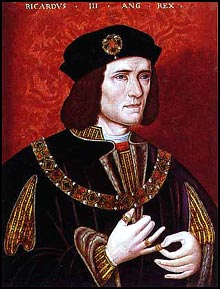 RICARDVS · III · ANG · REX ·